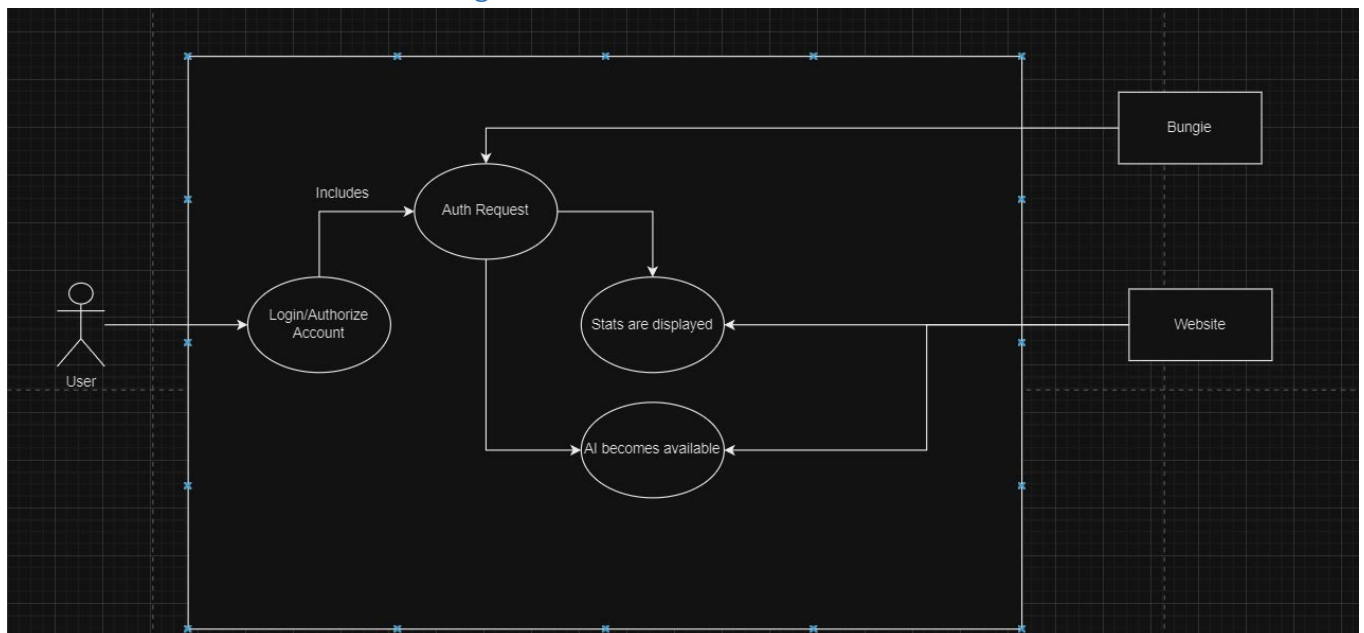 Bungie
Includes
Auth Request
Login/Authorize
Account
Stats are displayed
Website
User
AI becomes available